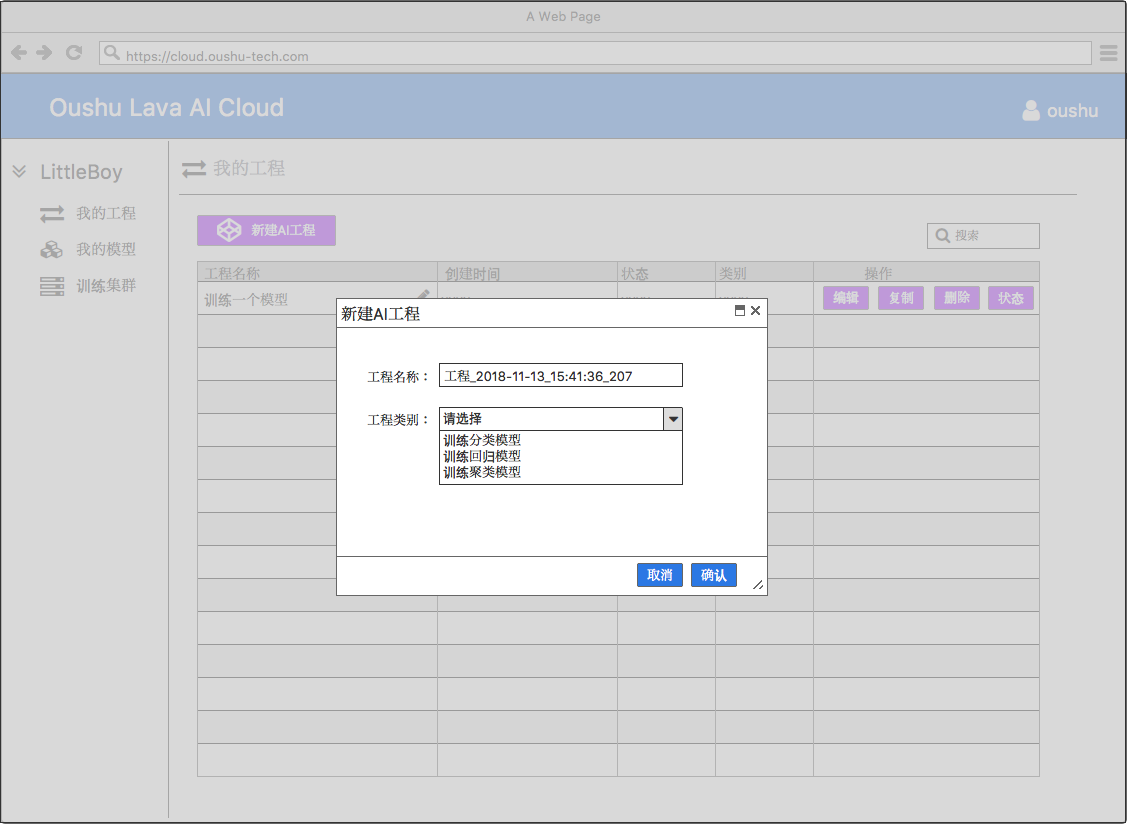 A Web Page
https://cloud.oushu-tech.com
Oushu Lava AI Cloud
oushu
LittleBoy
我的工程
我的模型
训练集群
我的工程
新建AI工程
搜索
工程名称 创建时间 状态 类别 操作
训练一个模型 编辑 复制 删除 状态
新建AI工程
工程名称： 工程_2018-11-13_15:41:36_207
工程类别： 请选择
训练分类模型
训练回归模型
训练聚类模型
取消 确认